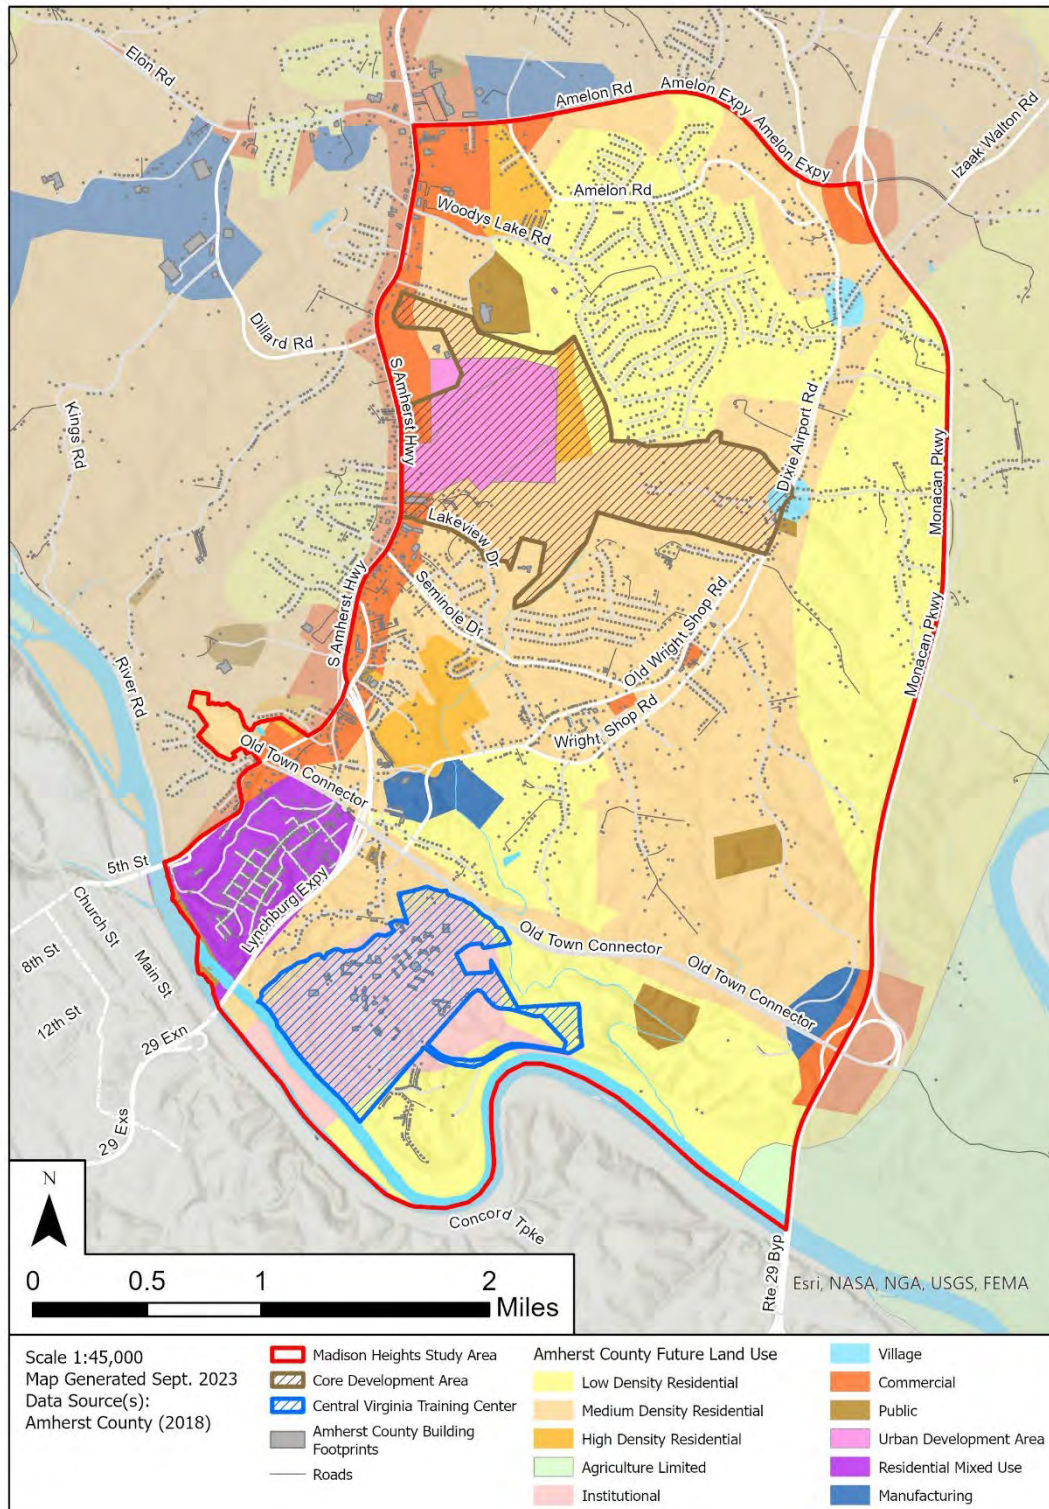 Elon Rd
Amelon Rd
Amelon Expy
Amelon Expy
Izaak Walton Rd
Amelon Rd
Woodys Lake Rd
Dillard Rd
S Amherst Hwy
Kings Rd
Dixie Airport Rd
Monacan Pkwy
Lakeview Dr
Seminole Dr
S Amherst Hwy
Old Wright Shop Rd
Monacan Pkwy
River Rd
Wright Shop Rd
Old Town Connector
5th St
Church St
Main St
Lynchburg Expy
8th St
12th St
29 Exn
29 Exs
Old Town Connector
Old Town Connector
Concord Tpke
Rte 29 Byp
N
0 0.5 1 2
Miles
Esri, NASA, NGA, USGS, FEMA
Scale 1:45,000
Map Generated Sept. 2023
Data Source(s):
Amherst County (2018)
Madison Heights Study Area
Core Development Area
Central Virginia Training Center
Amherst County Building
Footprints
Roads
Amherst County Future Land Use
Low Density Residential
Medium Density Residential
High Density Residential
Agriculture Limited
Institutional
Village
Commercial
Public
Urban Development Area
Residential Mixed Use
Manufacturing